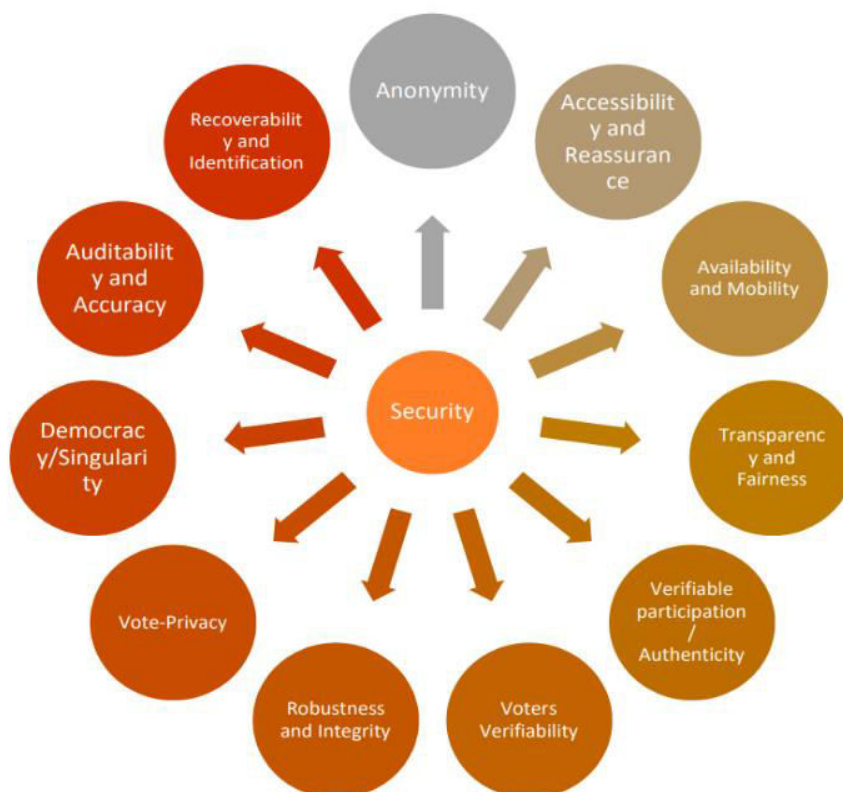 Anonymity
Accessibilit
y and
Reassuran
ce
Availability
and Mobility
Transparenc
y and
Fairness
Verifiable
participation
/
Authenticity
Voters
Verifiability
Robustness
and Integrity
Vote-Privacy
Democrac
y/Singulari
ty
Auditabilit
y and
Accuracy
Recoverabilit
y and
Identification
Security